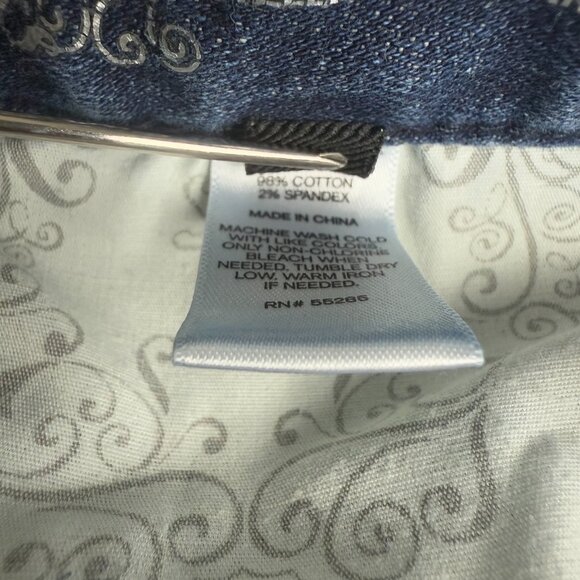 98% COTTON
2% SPANDEX
MADE IN CHINA
MACHINE WASH COLD
WITH LIKE COLORS.
ONLY NON-CHLORINE
BLEACH WHEN
NEEDED. TUMBLE DRY
LOW, WARM IRON
IF NEEDED.
RN# 55285